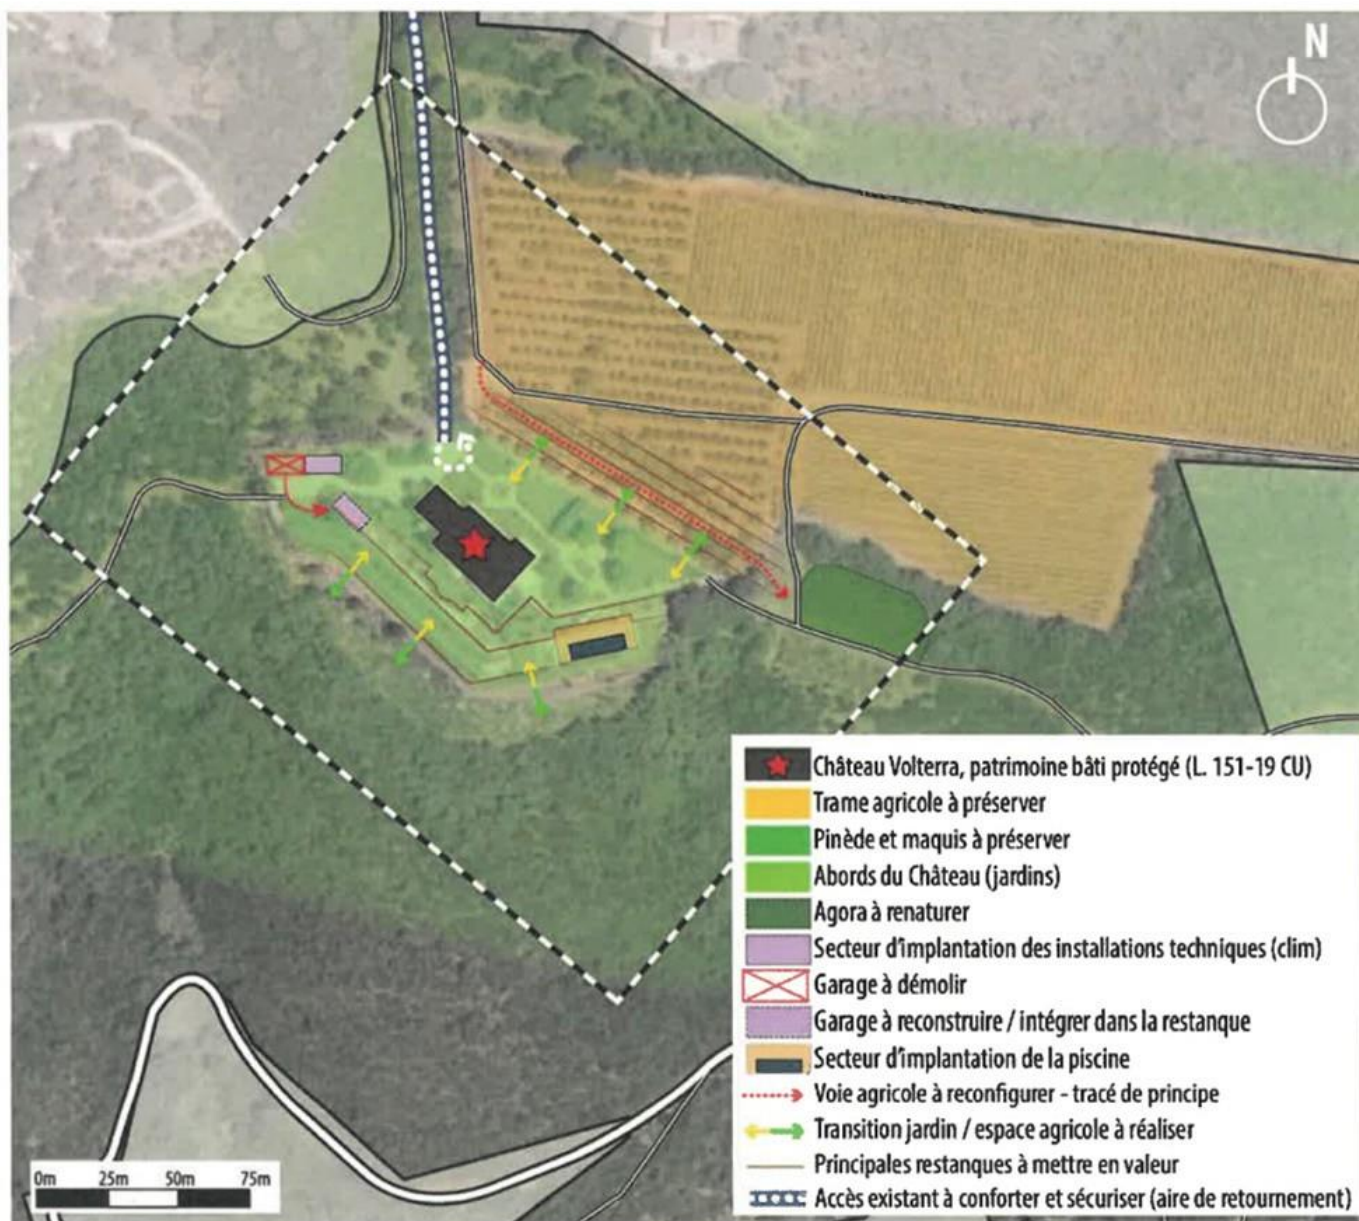 N
Château Volterra, patrimoine bâti protégé (L. 151-19 CU)
Trame agricole à préserver
Pinède et maquis à préserver
Abords du Château (jardins)
Agora à renaturer
Secteur d'implantation des installations techniques (clim)
Garage à démolir
Garage à reconstruire / intégrer dans la restanque
Secteur d'implantation de la piscine
Voie agricole à reconfigurer - tracé de principe
Transition jardin / espace agricole à réaliser
Principales restanques à mettre en valeur
Accès existant à conforter et sécuriser (aire de retournement)
0m 25m 50m 75m